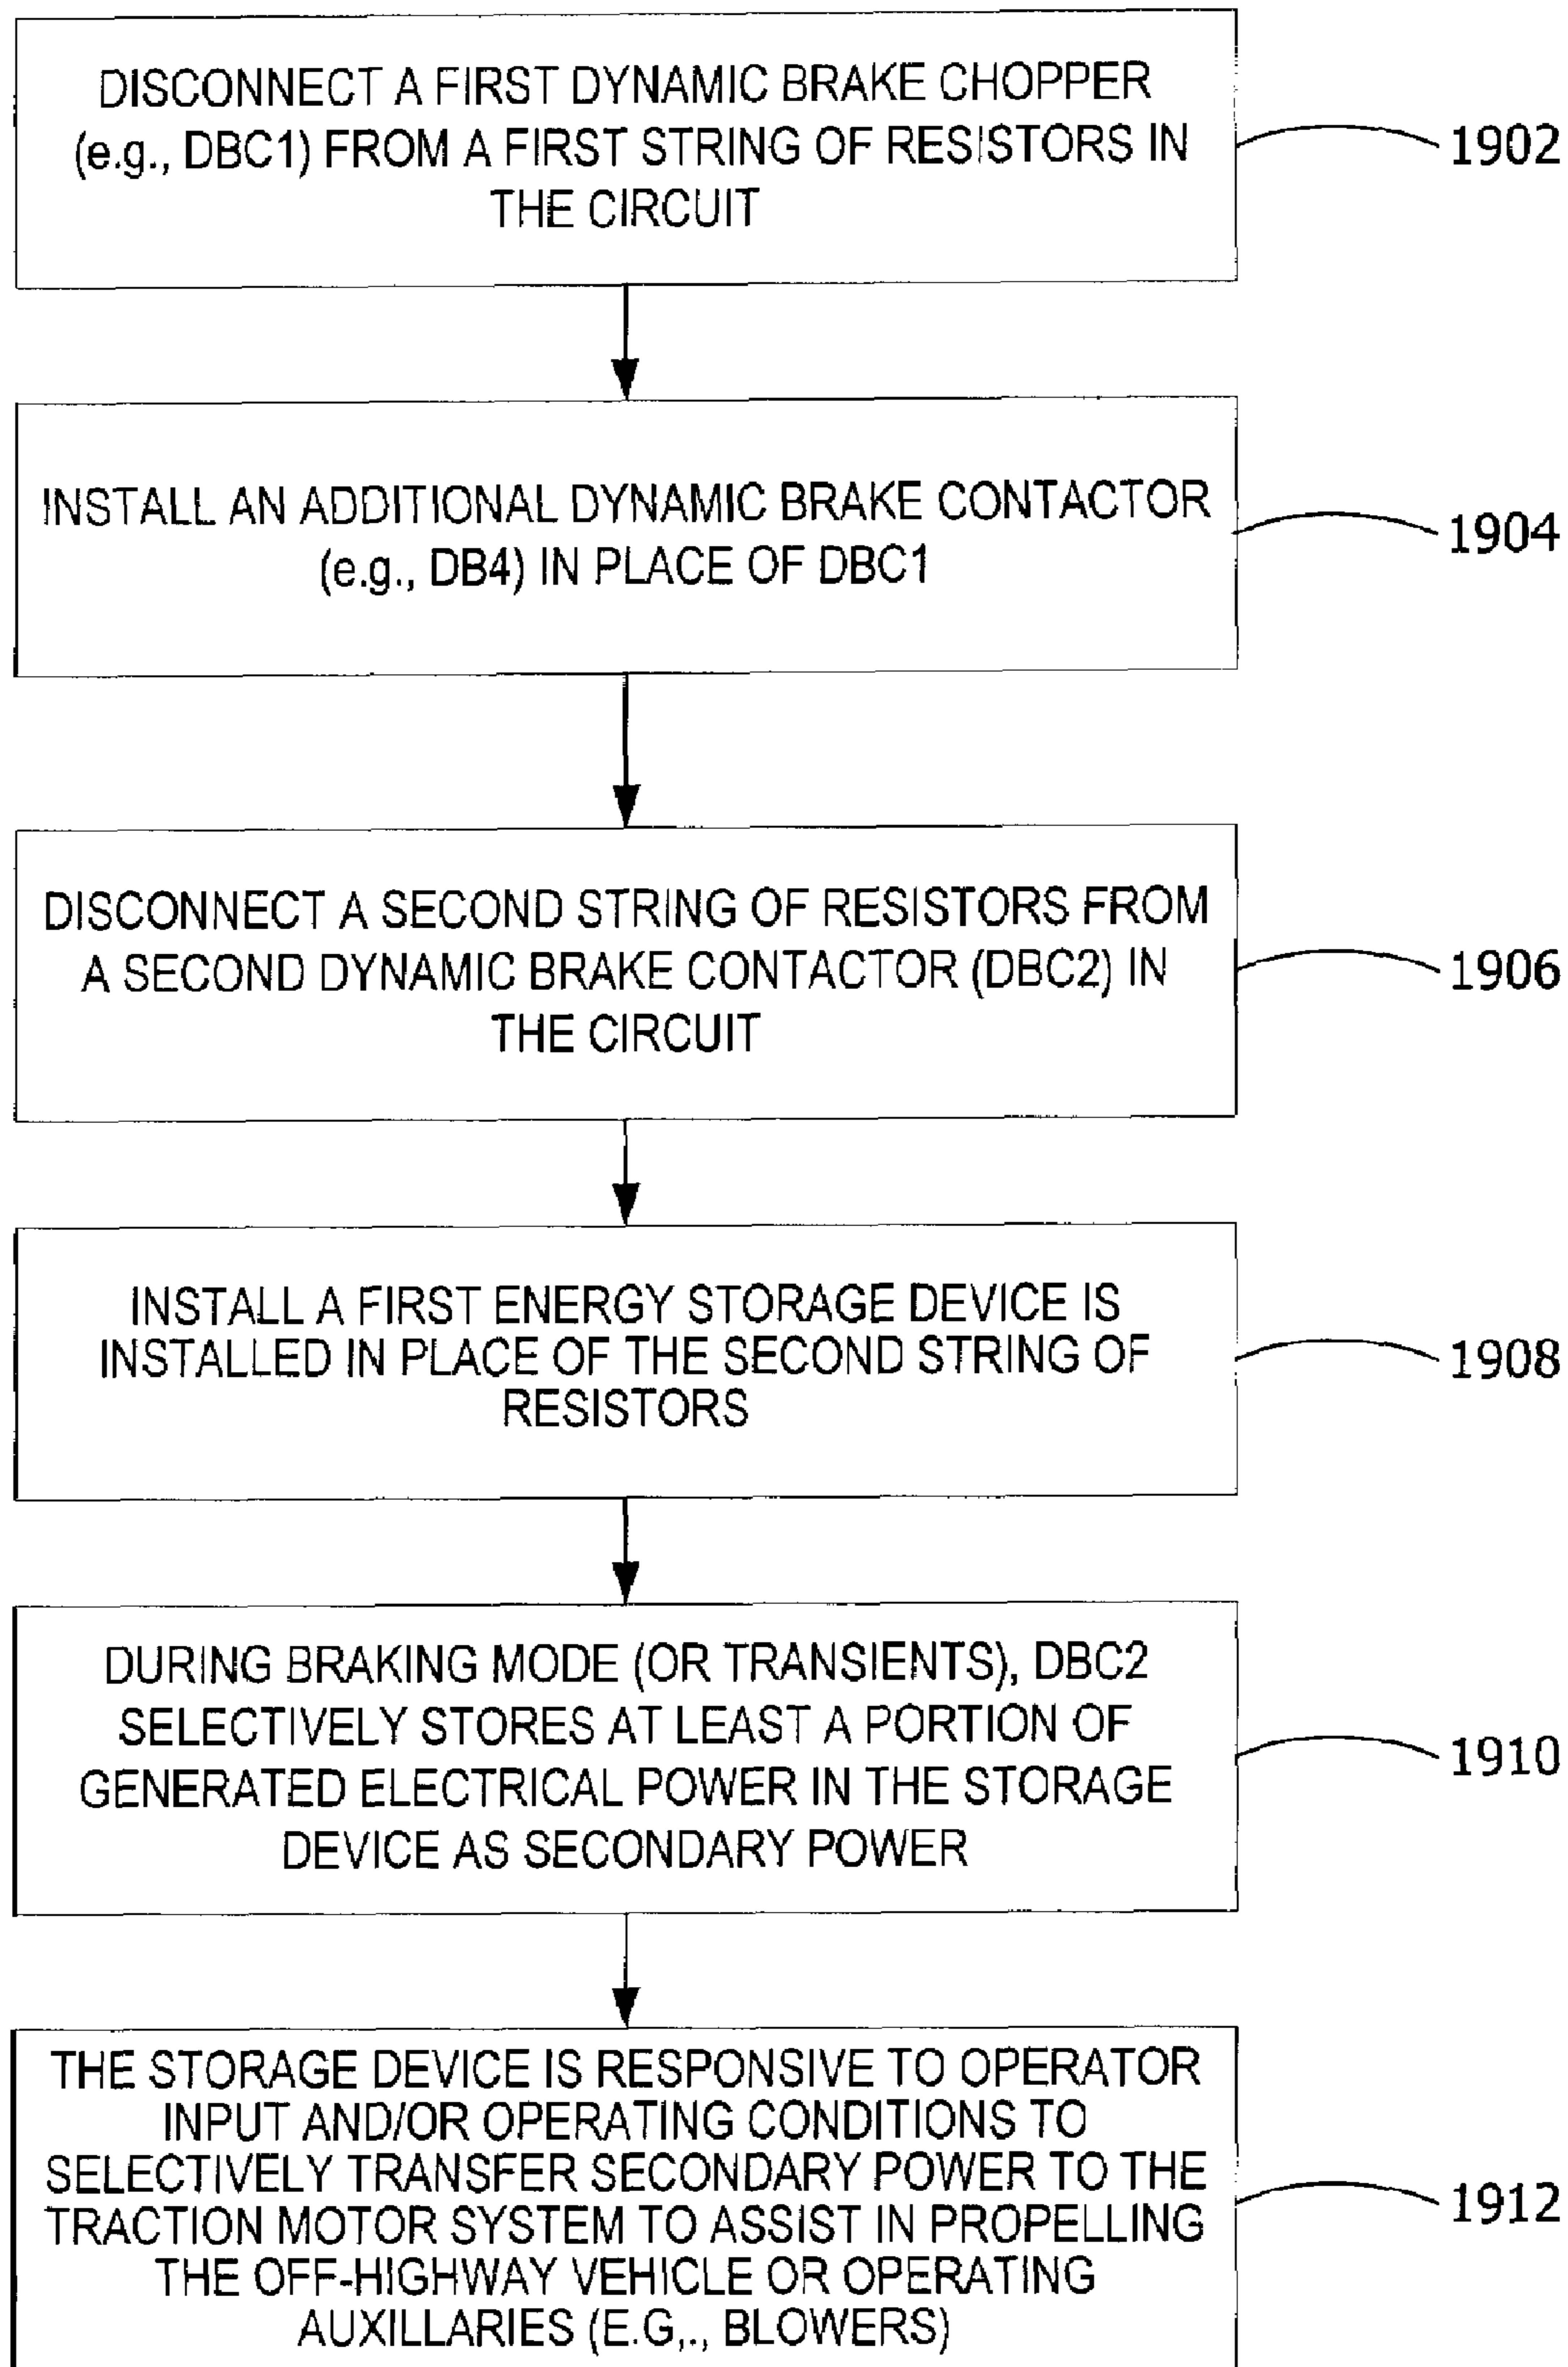 DISCONNECT A FIRST DYNAMIC BRAKE CHOPPER
(e.g., DBC1) FROM A FIRST STRING OF RESISTORS IN
THE CIRCUIT
1902
INSTALL AN ADDITIONAL DYNAMIC BRAKE CONTACTOR
(e.g., DB4) IN PLACE OF DBC1
1904
DISCONNECT A SECOND STRING OF RESISTORS FROM
A SECOND DYNAMIC BRAKE CONTACTOR (DBC2) IN
THE CIRCUIT
1906
INSTALL A FIRST ENERGY STORAGE DEVICE IS
INSTALLED IN PLACE OF THE SECOND STRING OF
RESISTORS
1908
DURING BRAKING MODE (OR TRANSIENTS), DBC2
SELECTIVELY STORES AT LEAST A PORTION OF
GENERATED ELECTRICAL POWER IN THE STORAGE
DEVICE AS SECONDARY POWER
1910
THE STORAGE DEVICE IS RESPONSIVE TO OPERATOR
INPUT AND/OR OPERATING CONDITIONS TO
SELECTIVELY TRANSFER SECONDARY POWER TO THE
TRACTION MOTOR SYSTEM TO ASSIST IN PROPELLING
THE OFF-HIGHWAY VEHICLE OR OPERATING
AUXILLARIES (E.G,., BLOWERS)
1912